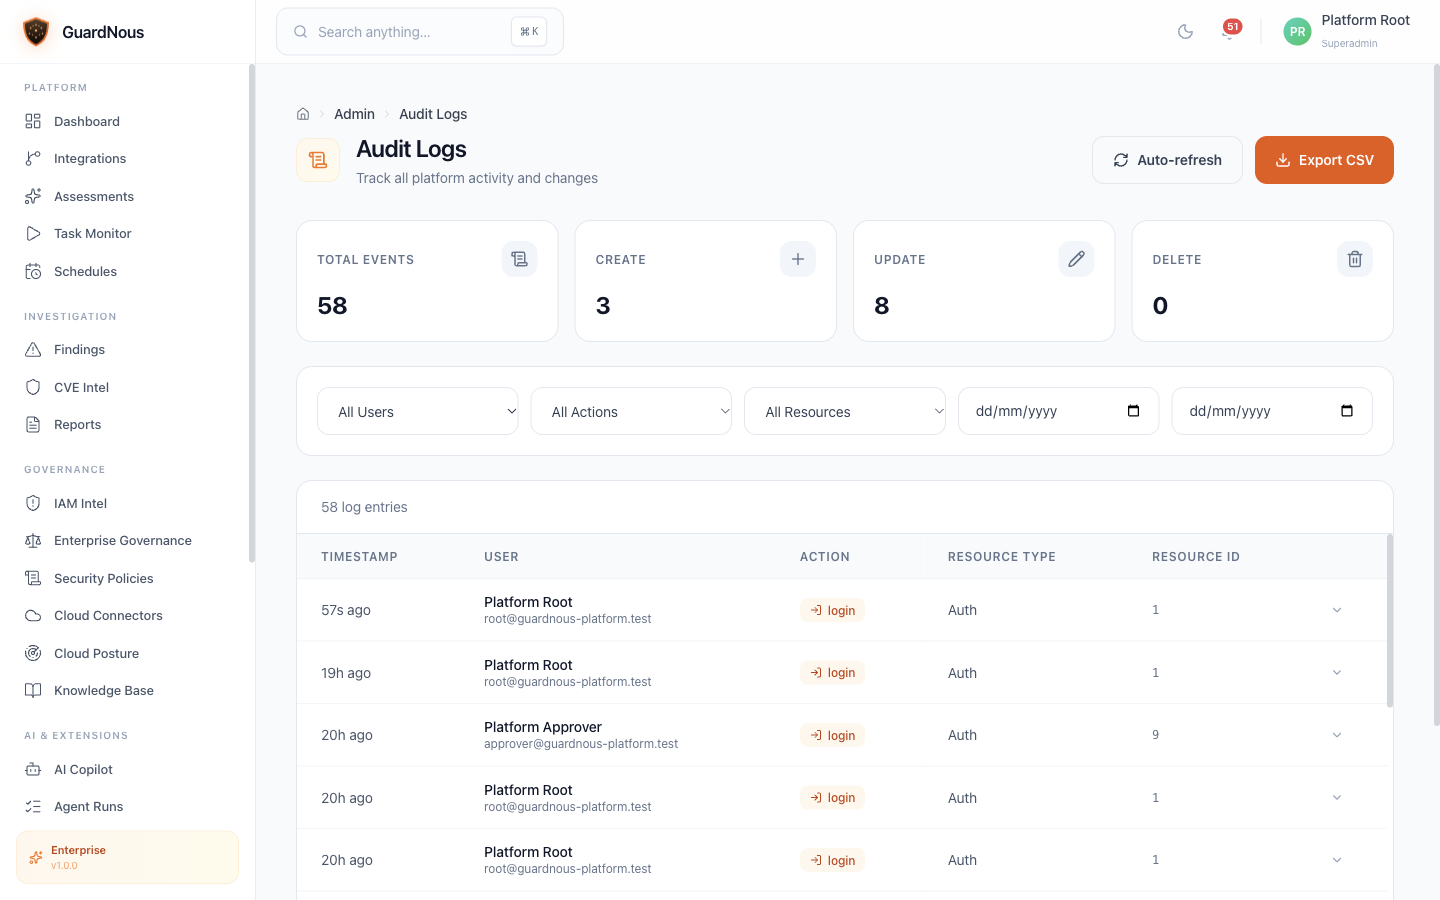 GuardNous
Search anything...
⌘ K
51
PR
Platform Root
Superadmin
PLATFORM
Dashboard
Integrations
Assessments
Task Monitor
Schedules
INVESTIGATION
Findings
CVE Intel
Reports
GOVERNANCE
IAM Intel
Enterprise Governance
Security Policies
Cloud Connectors
Cloud Posture
Knowledge Base
AI & EXTENSIONS
AI Copilot
Agent Runs
Enterprise
v1.0.0
Admin Audit Logs
Audit Logs
Track all platform activity and changes
Auto-refresh
Export CSV
TOTAL EVENTS
58
CREATE
3
UPDATE
8
DELETE
0
All Users
All Actions
All Resources
dd/mm/yyyy
dd/mm/yyyy
58 log entries
TIMESTAMP USER ACTION RESOURCE TYPE RESOURCE ID
57s ago Platform Root login Auth 1
root@guardnous-platform.test
19h ago Platform Root login Auth 1
root@guardnous-platform.test
20h ago Platform Approver login Auth 9
approver@guardnous-platform.test
20h ago Platform Root login Auth 1
root@guardnous-platform.test
20h ago Platform Root login Auth 1
root@guardnous-platform.test